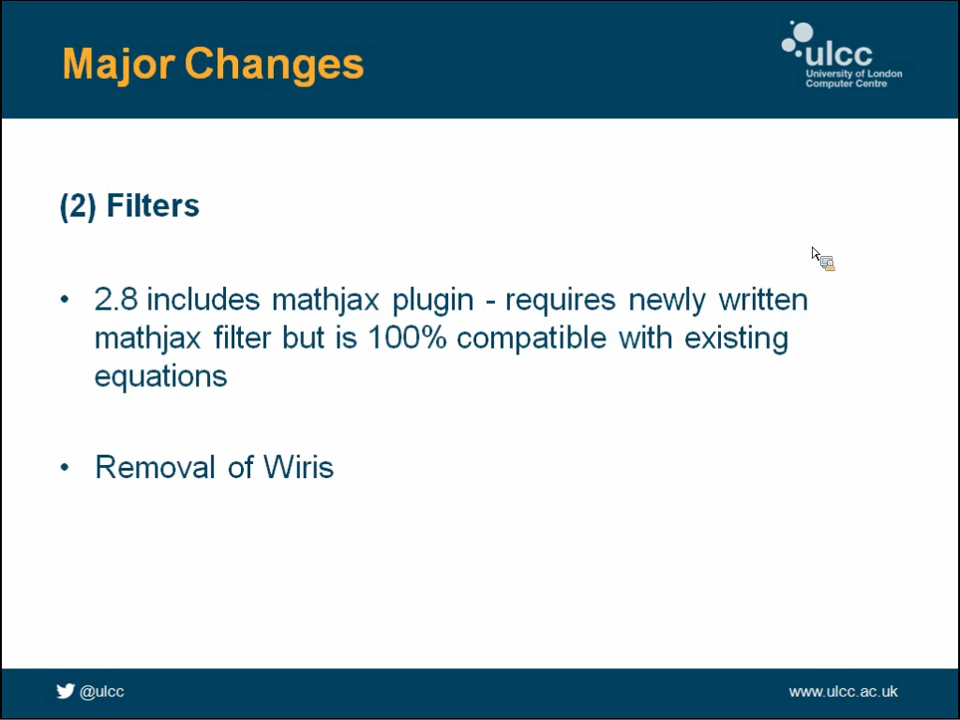 Major Changes
ulcc
University of London
Computer Centre
(2) Filters
• 2.8 includes mathjax plugin - requires newly written
mathjax filter but is 100% compatible with existing
equations
• Removal of Wiris
@ulcc
www.ulcc.ac.uk